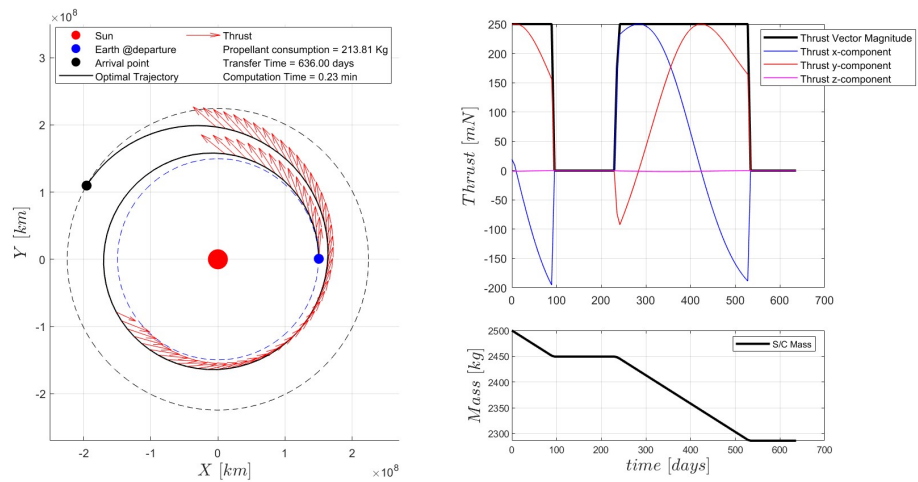 ×10⁸
Sun
Earth @departure
Arrival point
Optimal Trajectory
Thrust
Propellant consumption = 213.81 Kg
Transfer Time = 636.00 days
Computation Time = 0.23 min
3
2
1
0
-1
-2
Y [km]
-2 -1 0 1 2
×10⁸
X [km]
250
200
150
100
50
0
-50
-100
-150
-200
Thrust [mN]
0 100 200 300 400 500 600 700
Thrust Vector Magnitude
Thrust x-component
Thrust y-component
Thrust z-component
2500
2450
2400
2350
2300
Mass [kg]
S/C Mass
0 100 200 300 400 500 600 700
time [days]